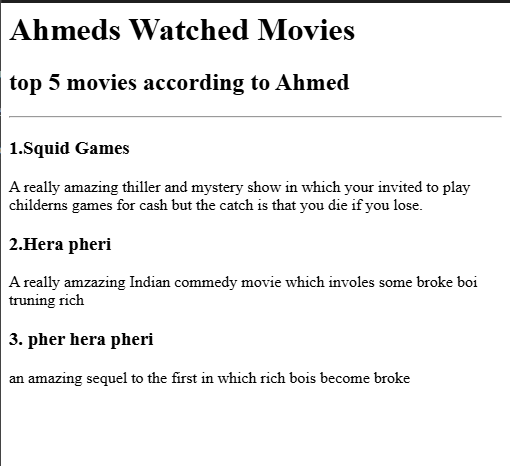 Ahmeds Watched Movies
top 5 movies according to Ahmed
1.Squid Games
A really amazing thiller and mystery show in which your invited to play
childerns games for cash but the catch is that you die if you lose.
2.Hera pheri
A really amzazing Indian commedy movie which involes some broke boi
truning rich
3. pher hera pheri
an amazing sequel to the first in which rich bois become broke